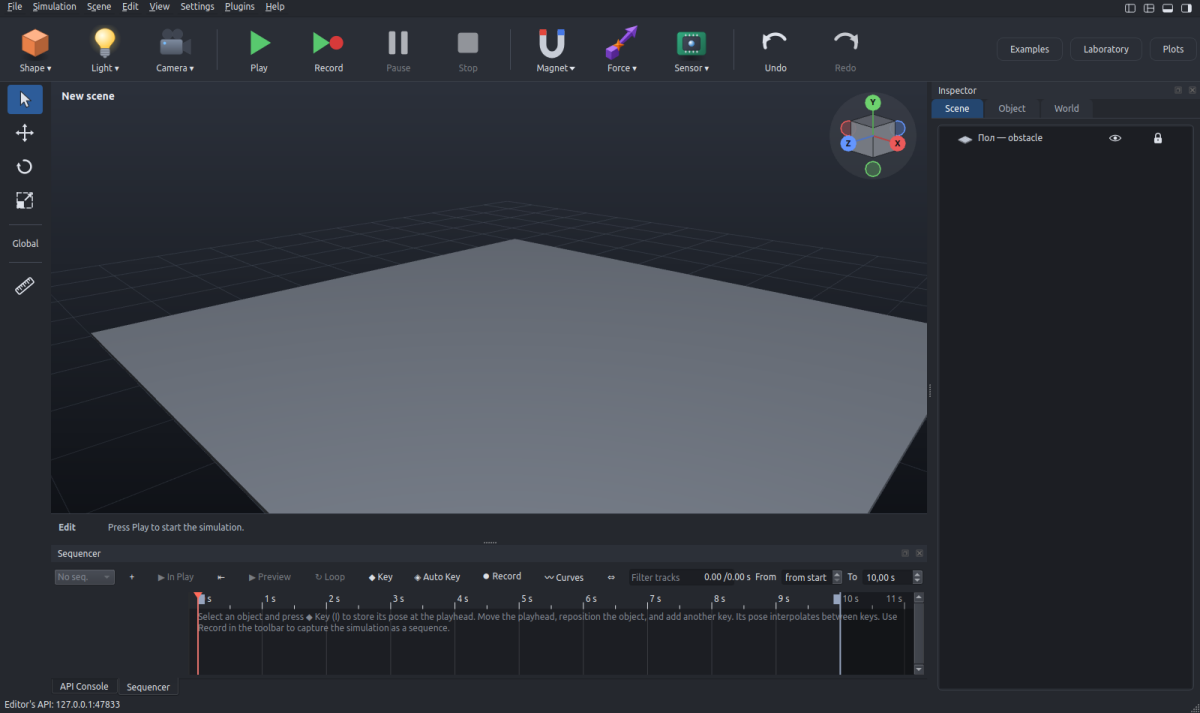 File Simulation Scene Edit View Settings Plugins Help
Shape ▾ Light ▾ Camera ▾ Play Record Pause Stop Magnet ▾ Force ▾ Sensor ▾ Undo Redo Examples Laboratory Plots
New scene
Y
Z X
Global
Inspector
Scene Object World
Пол — obstacle
Edit Press Play to start the simulation.
Sequencer
No seq. + In Play Preview Loop Key Auto Key Record Curves Filter tracks 0.00 /0.00 s From from start To 10,00 s
s 1 s 2 s 3 s 4 s 5 s 6 s 7 s 8 s 9 s 10 s 11 s
Select an object and press ◆ Key (I) to store its pose at the playhead. Move the playhead, reposition the object, and add another key. Its pose interpolates between keys. Use
Record in the toolbar to capture the simulation as a sequence.
API Console Sequencer
Editor's API: 127.0.0.1:47833